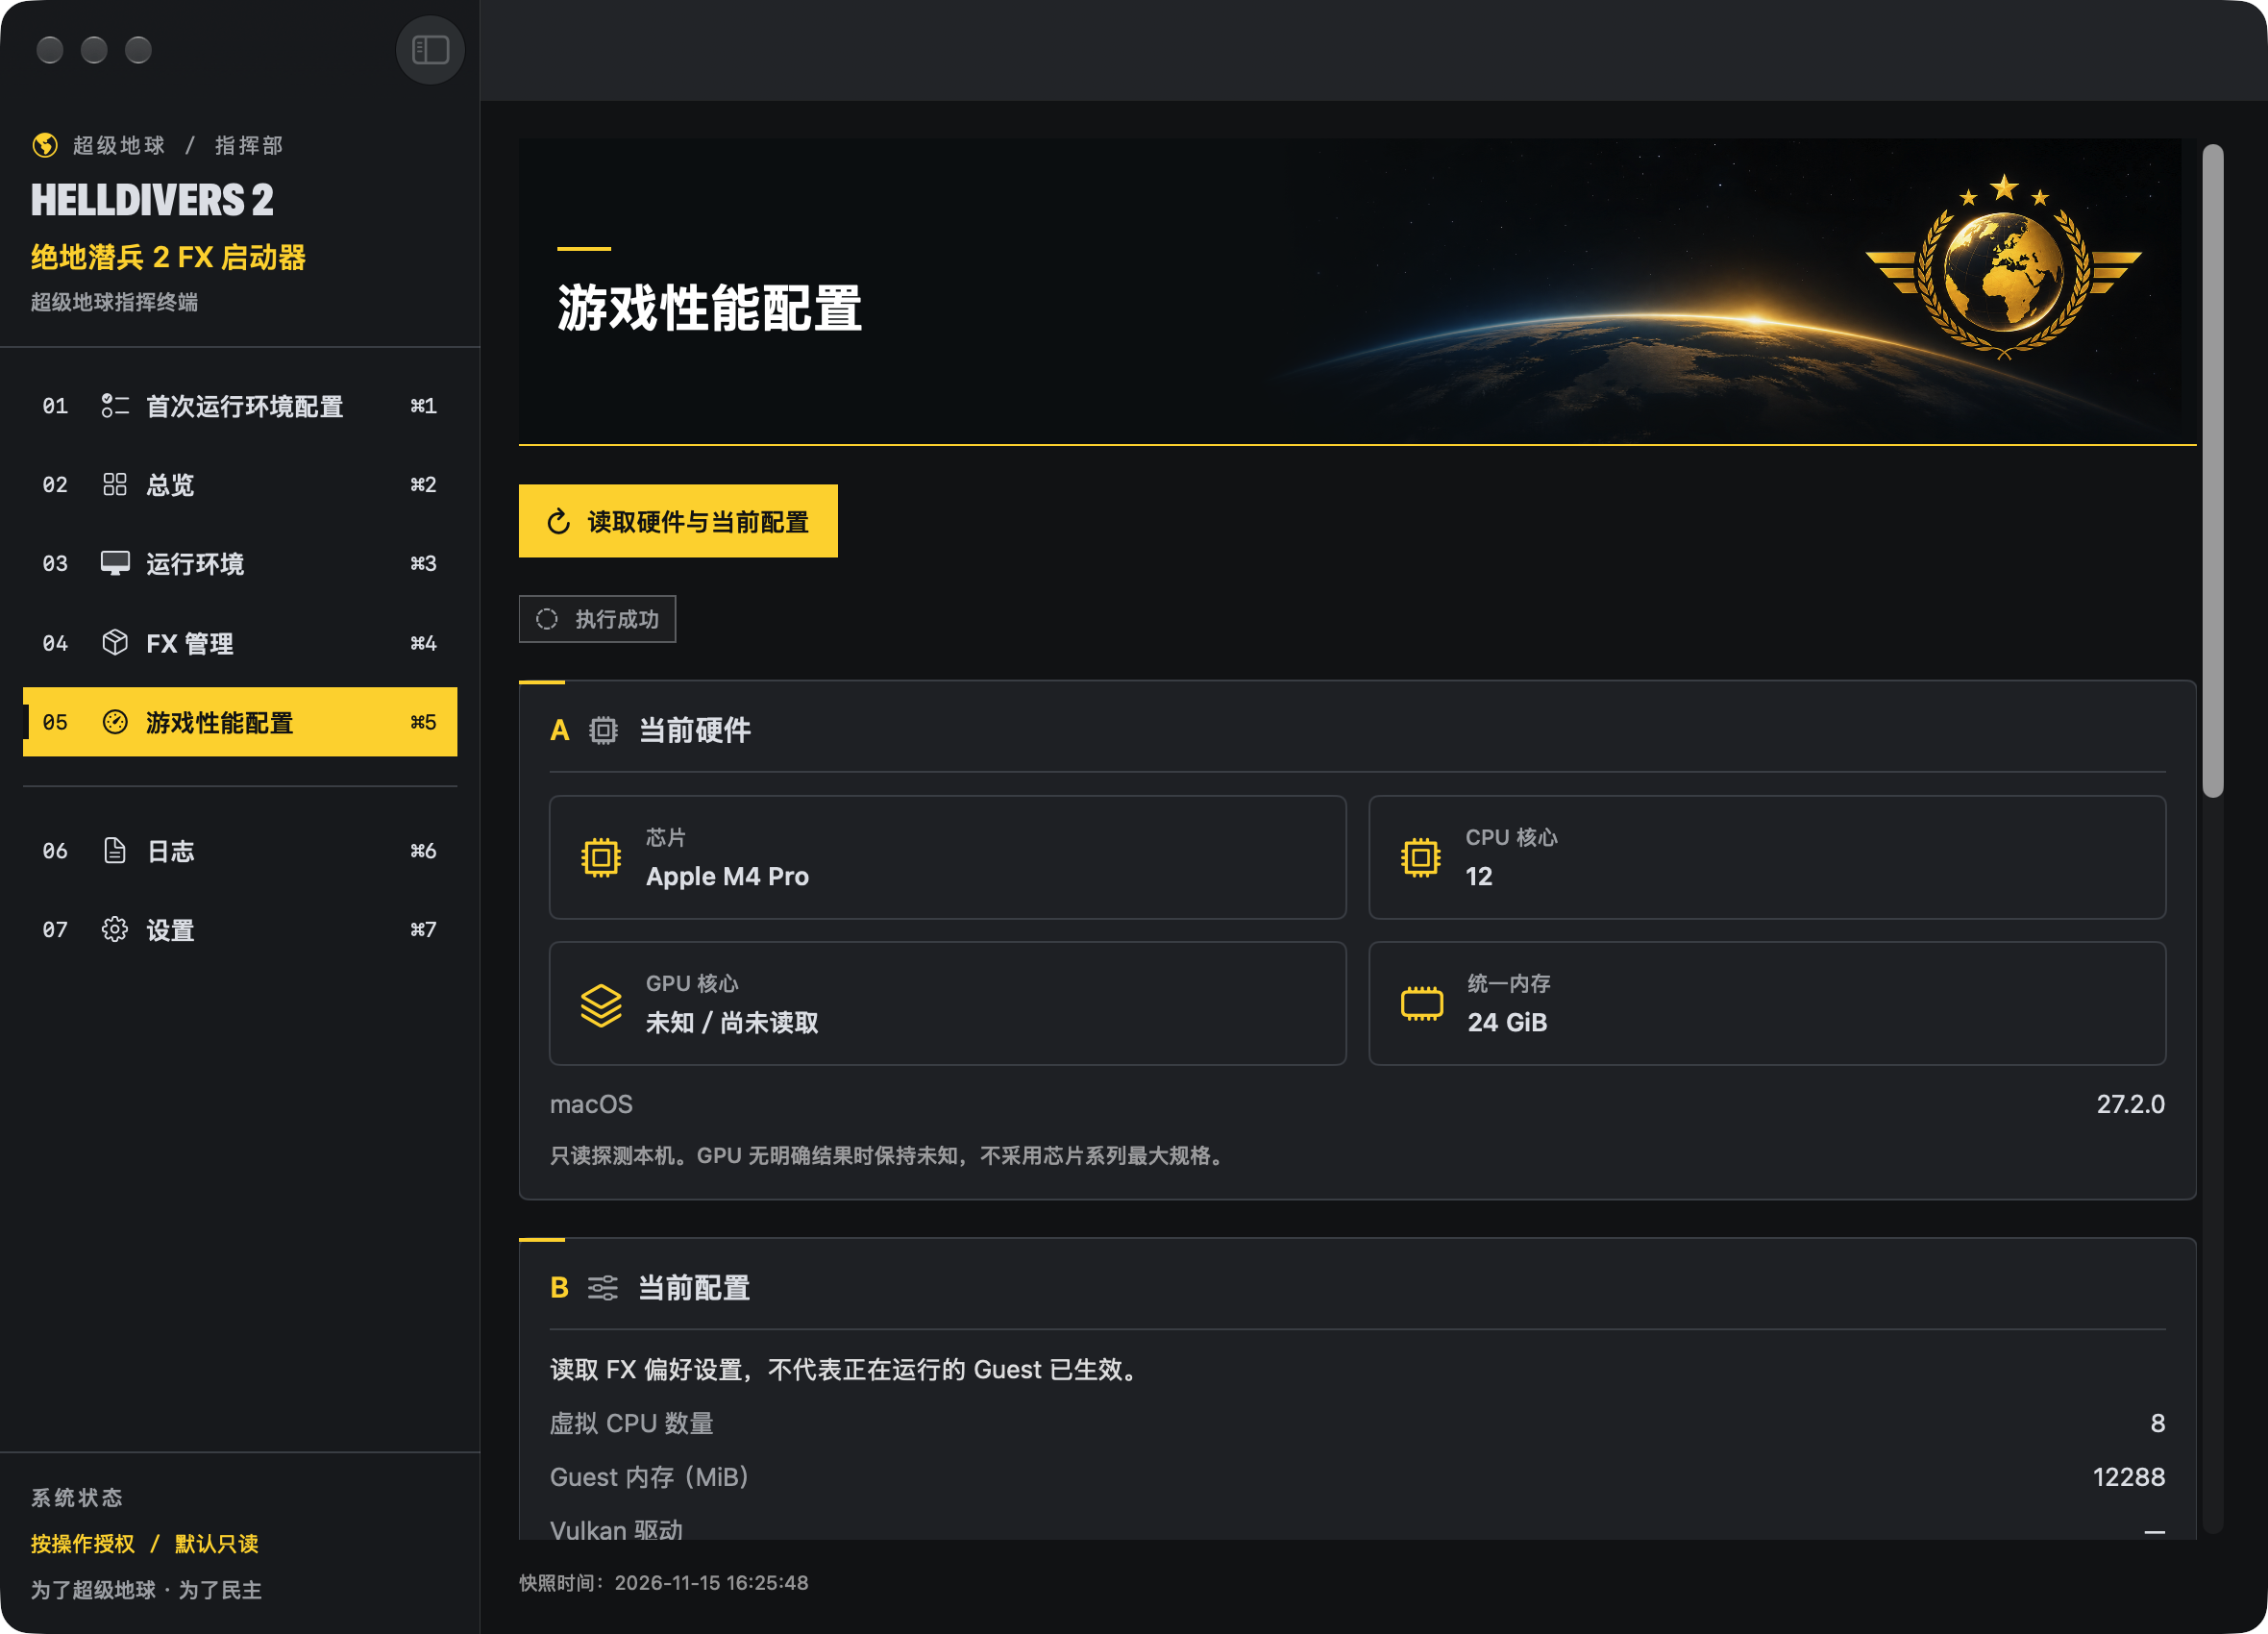 超级地球 / 指挥部
HELLDIVERS 2
绝地潜兵 2 FX 启动器
超级地球指挥终端
01 首次运行环境配置 ⌘1
02 总览 ⌘2
03 运行环境 ⌘3
04 FX 管理 ⌘4
05 游戏性能配置 ⌘5
06 日志 ⌘6
07 设置 ⌘7
系统状态
按操作授权 / 默认只读
为了超级地球 · 为了民主
游戏性能配置
读取硬件与当前配置
执行成功
A 当前硬件
芯片
Apple M4 Pro
CPU 核心
12
GPU 核心
未知 / 尚未读取
统一内存
24 GiB
macOS 27.2.0
只读探测本机。GPU 无明确结果时保持未知，不采用芯片系列最大规格。
B 当前配置
读取 FX 偏好设置，不代表正在运行的 Guest 已生效。
虚拟 CPU 数量 8
Guest 内存（MiB） 12288
Vulkan 驱动 —
快照时间：2026-11-15 16:25:48